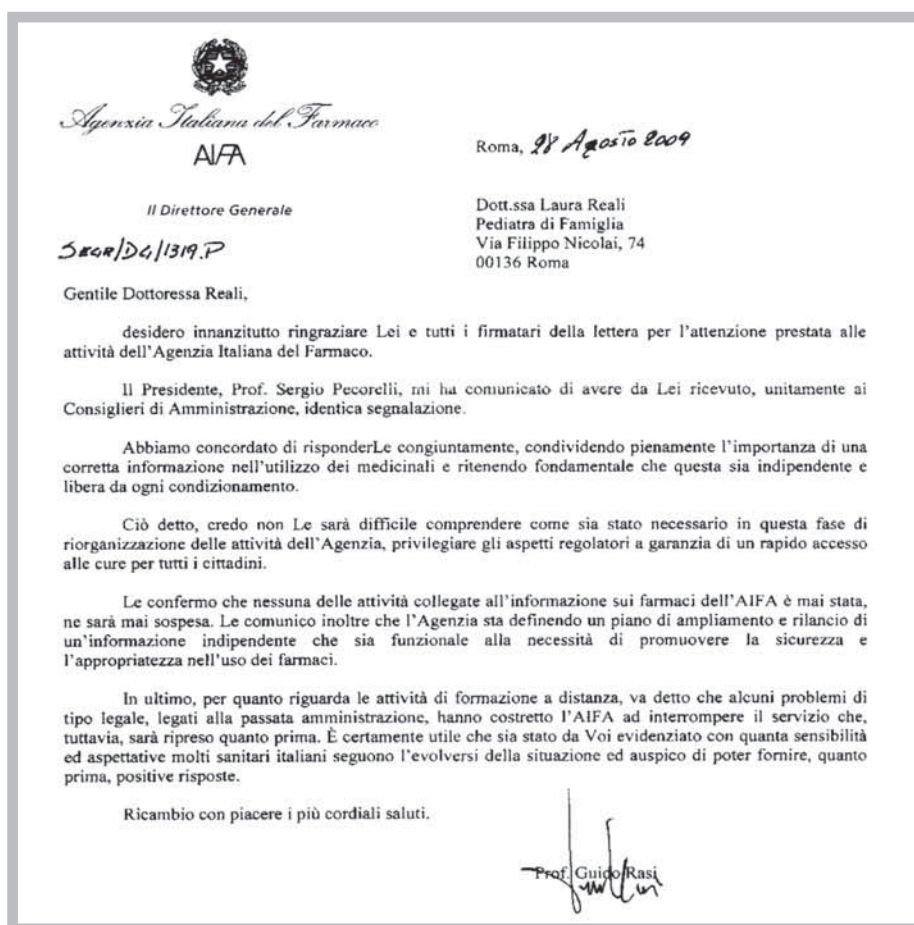 Agenzia Italiana del Farmaco
AIFA
Roma, 28 Agosto 2009
Il Direttore Generale
SEGR/DG/1319.P
Dott.ssa Laura Reali
Pediatra di Famiglia
Via Filippo Nicolai, 74
00136 Roma
Gentile Dottoressa Reali,
desidero innanzitutto ringraziare Lei e tutti i firmatari della lettera per l'attenzione prestata alle
attività dell'Agenzia Italiana del Farmaco.
Il Presidente, Prof. Sergio Pecorelli, mi ha comunicato di avere da Lei ricevuto, unitamente ai
Consiglieri di Amministrazione, identica segnalazione.
Abbiamo concordato di risponderLe congiuntamente, condividendo pienamente l'importanza di una
corretta informazione nell'utilizzo dei medicinali e ritenendo fondamentale che questa sia indipendente e
libera da ogni condizionamento.
Ciò detto, credo non Le sarà difficile comprendere come sia stato necessario in questa fase di
riorganizzazione delle attività dell'Agenzia, privilegiare gli aspetti regolatori a garanzia di un rapido accesso
alle cure per tutti i cittadini.
Le confermo che nessuna delle attività collegate all'informazione sui farmaci dell'AIFA è mai stata,
ne sarà mai sospesa. Le comunico inoltre che l'Agenzia sta definendo un piano di ampliamento e rilancio di
un'informazione indipendente che sia funzionale alla necessità di promuovere la sicurezza e
l'appropriatezza nell'uso dei farmaci.
In ultimo, per quanto riguarda le attività di formazione a distanza, va detto che alcuni problemi di
tipo legale, legati alla passata amministrazione, hanno costretto l'AIFA ad interrompere il servizio che,
tuttavia, sarà ripreso quanto prima. È certamente utile che sia stato da Voi evidenziato con quanta sensibilità
ed aspettative molti sanitari italiani seguono l'evolversi della situazione ed auspico di poter fornire, quanto
prima, positive risposte.
Ricambio con piacere i più cordiali saluti.
Prof. Guido Rasi